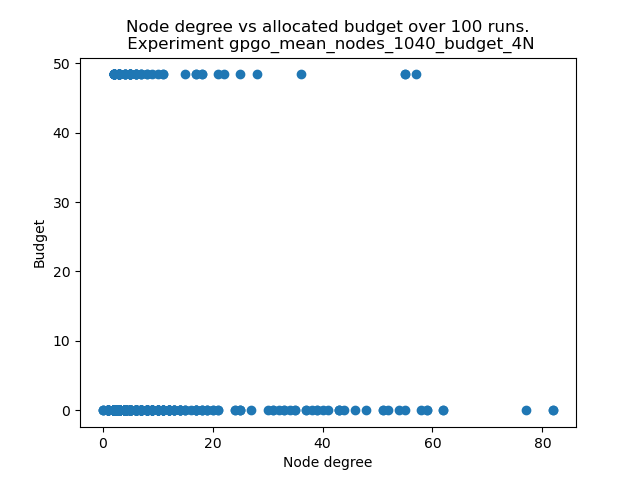 Node degree vs allocated budget over 100 runs.
Experiment gpgo_mean_nodes_1040_budget_4N
50
40
30
20
10
0
Budget
0 20 40 60 80
Node degree